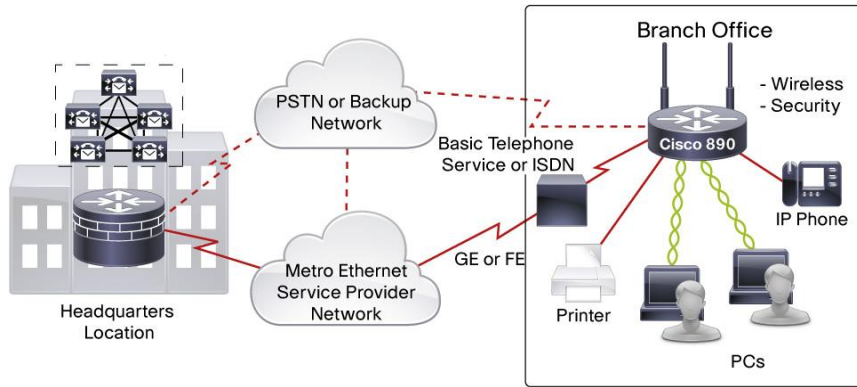 Branch Office
- Wireless
- Security
PSTN or Backup
Network
Cisco 890
Basic Telephone
Service or ISDN
IP Phone
GE or FE
Metro Ethernet
Service Provider
Network
Headquarters
Location
Printer
PCs